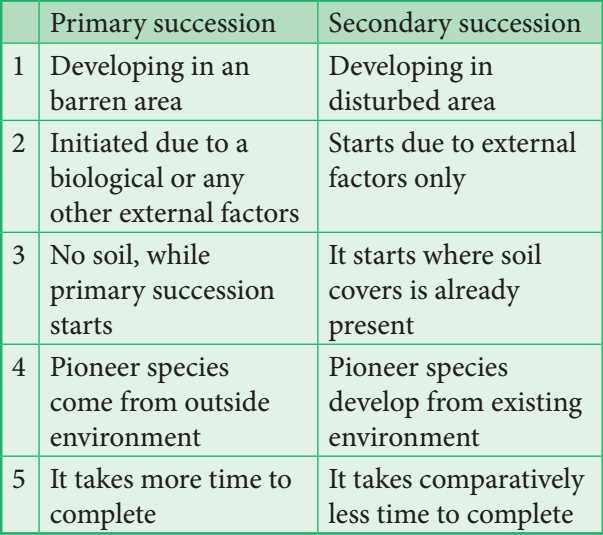 Primary succession Secondary succession
1 Developing in an Developing in
barren area disturbed area
2 Initiated due to a Starts due to external
biological or any factors only
other external factors
3 No soil, while It starts where soil
primary succession covers is already
starts present
4 Pioneer species Pioneer species
come from outside develop from existing
environment environment
5 It takes more time to It takes comparatively
complete less time to complete